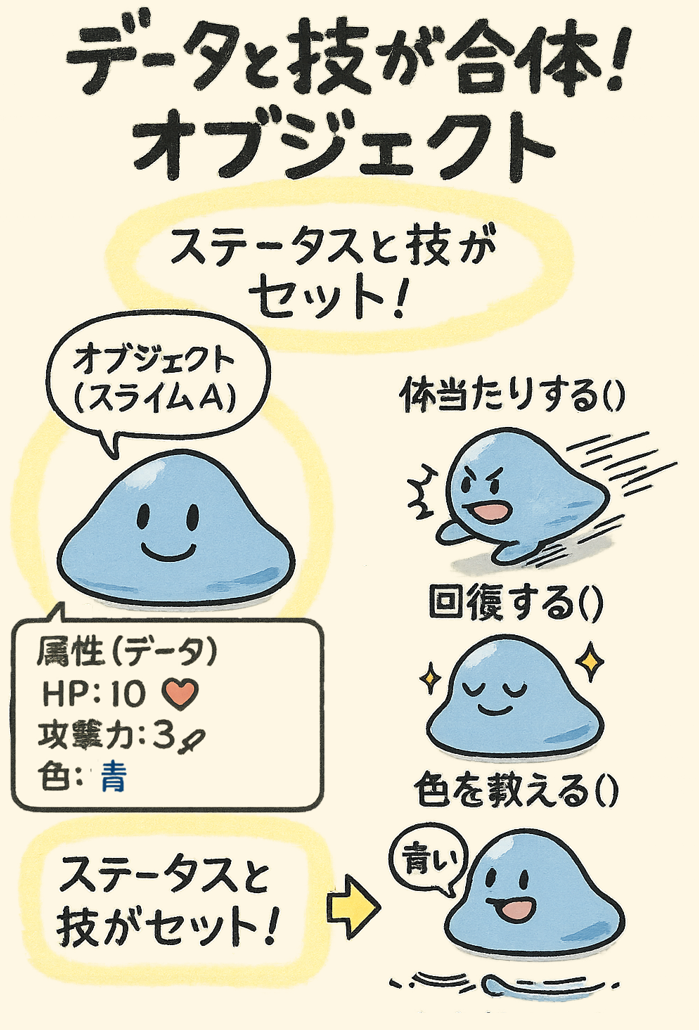 データと技が合体!
オブジェクト
ステータスと技が
セット!
オブジェクト
(スライムA)
属性(データ)
HP:10
攻撃力:3
色:青
ステータスと
技がセット!
体当たりする()
回復する()
色を教える()
青い